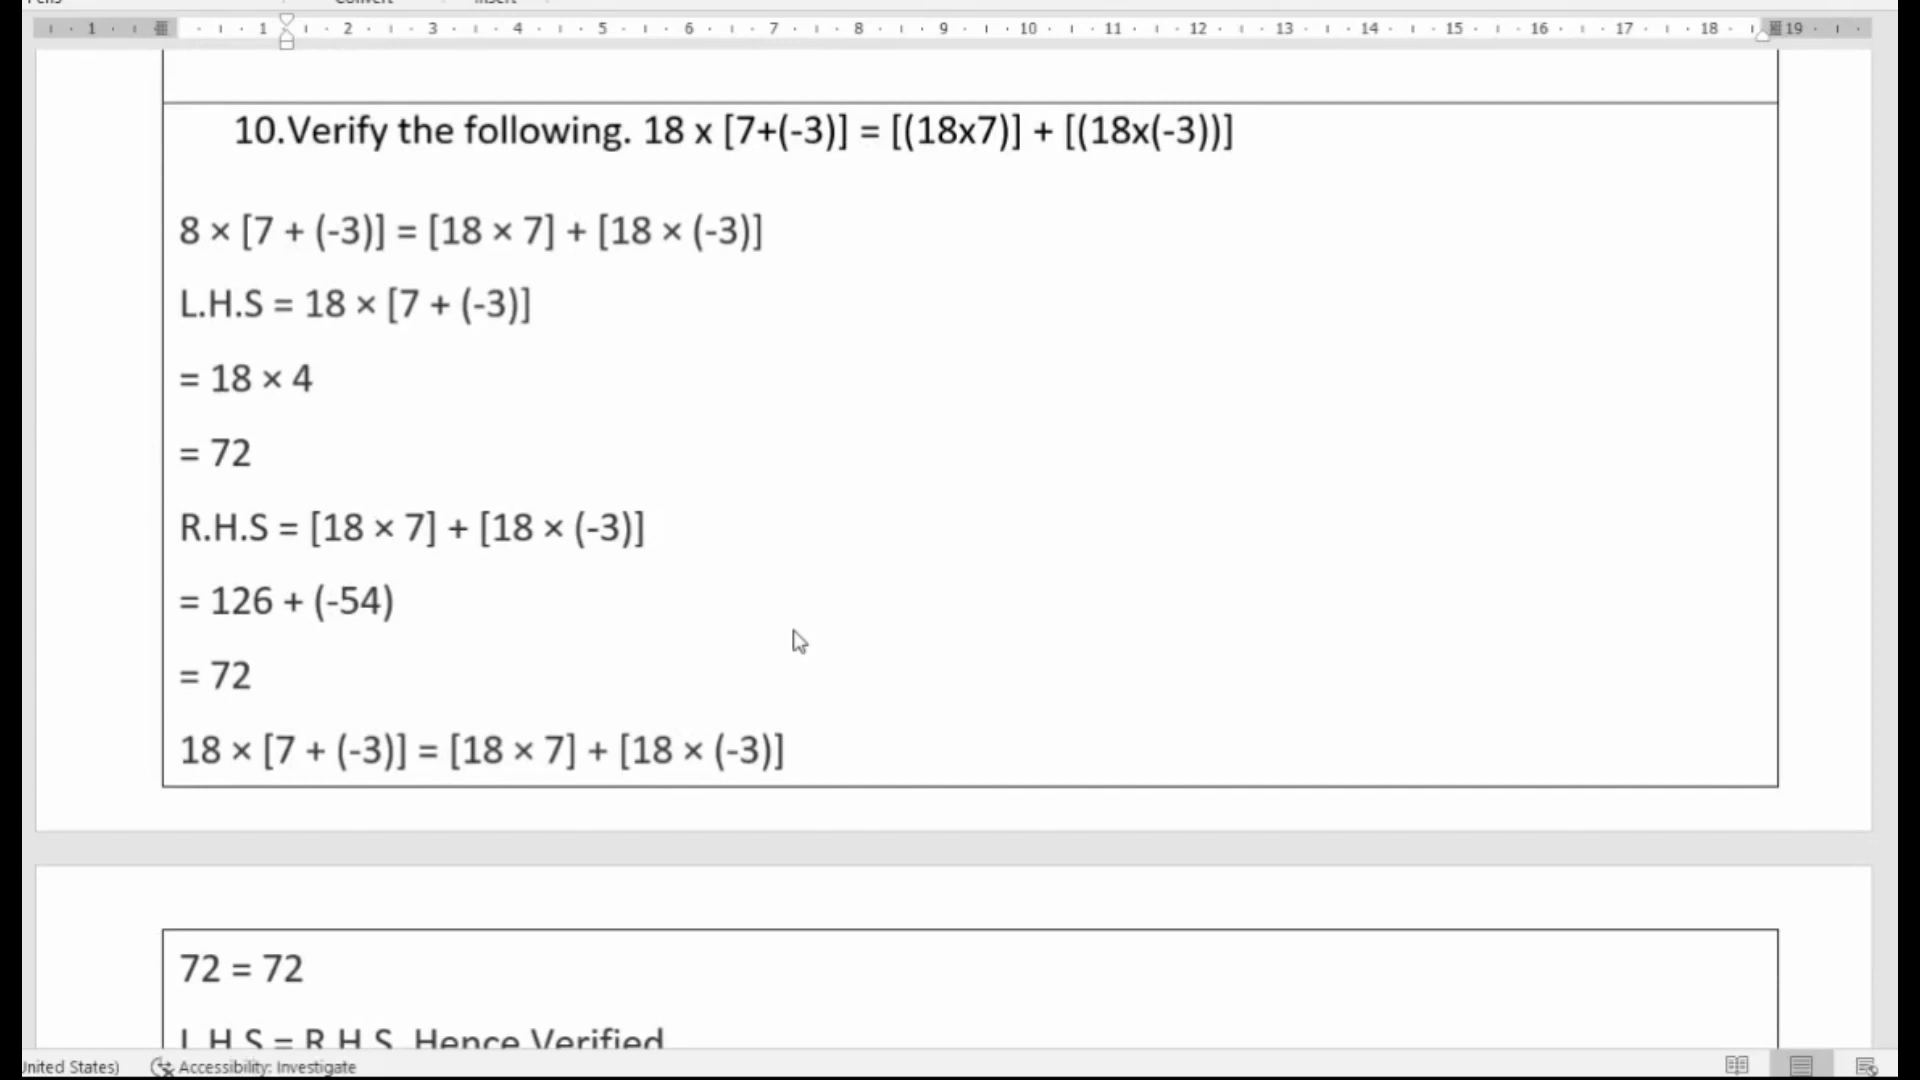 1 1 2 3 4 5 6 7 8 9 10 11 12 13 14 15 16 17 18 19
10.Verify the following. 18 x [7+(-3)] = [(18x7)] + [(18x(-3))]
8 × [7 + (-3)] = [18 × 7] + [18 × (-3)]
L.H.S = 18 × [7 + (-3)]
= 18 × 4
= 72
R.H.S = [18 × 7] + [18 × (-3)]
= 126 + (-54)
= 72
18 × [7 + (-3)] = [18 × 7] + [18 × (-3)]
72 = 72
L.H.S = R.H.S. Hence Verified
United States) Accessibility: Investigate